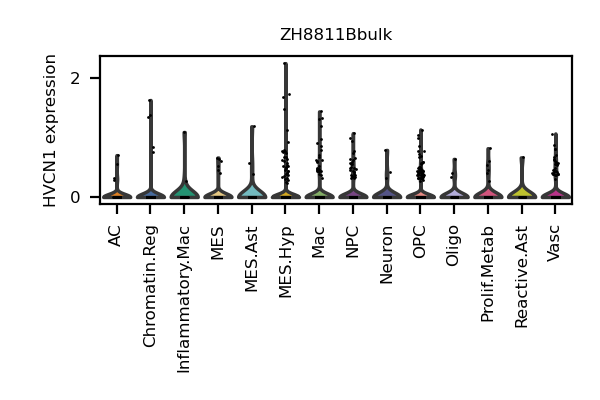 ZH8811Bbulk
HVCN1 expression
2
0
AC
Chromatin.Reg
Inflammatory.Mac
MES
MES.Ast
MES.Hyp
Mac
NPC
Neuron
OPC
Oligo
Prolif.Metab
Reactive.Ast
Vasc